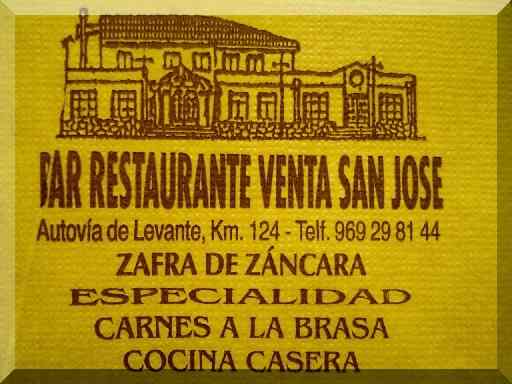 BAR RESTAURANTE VENTA SAN JOSE
Autovía de Levante, Km. 124 - Telf. 969 29 81 44
ZAFRA DE ZÁNCARA
ESPECIALIDAD
CARNES A LA BRASA
COCINA CASERA